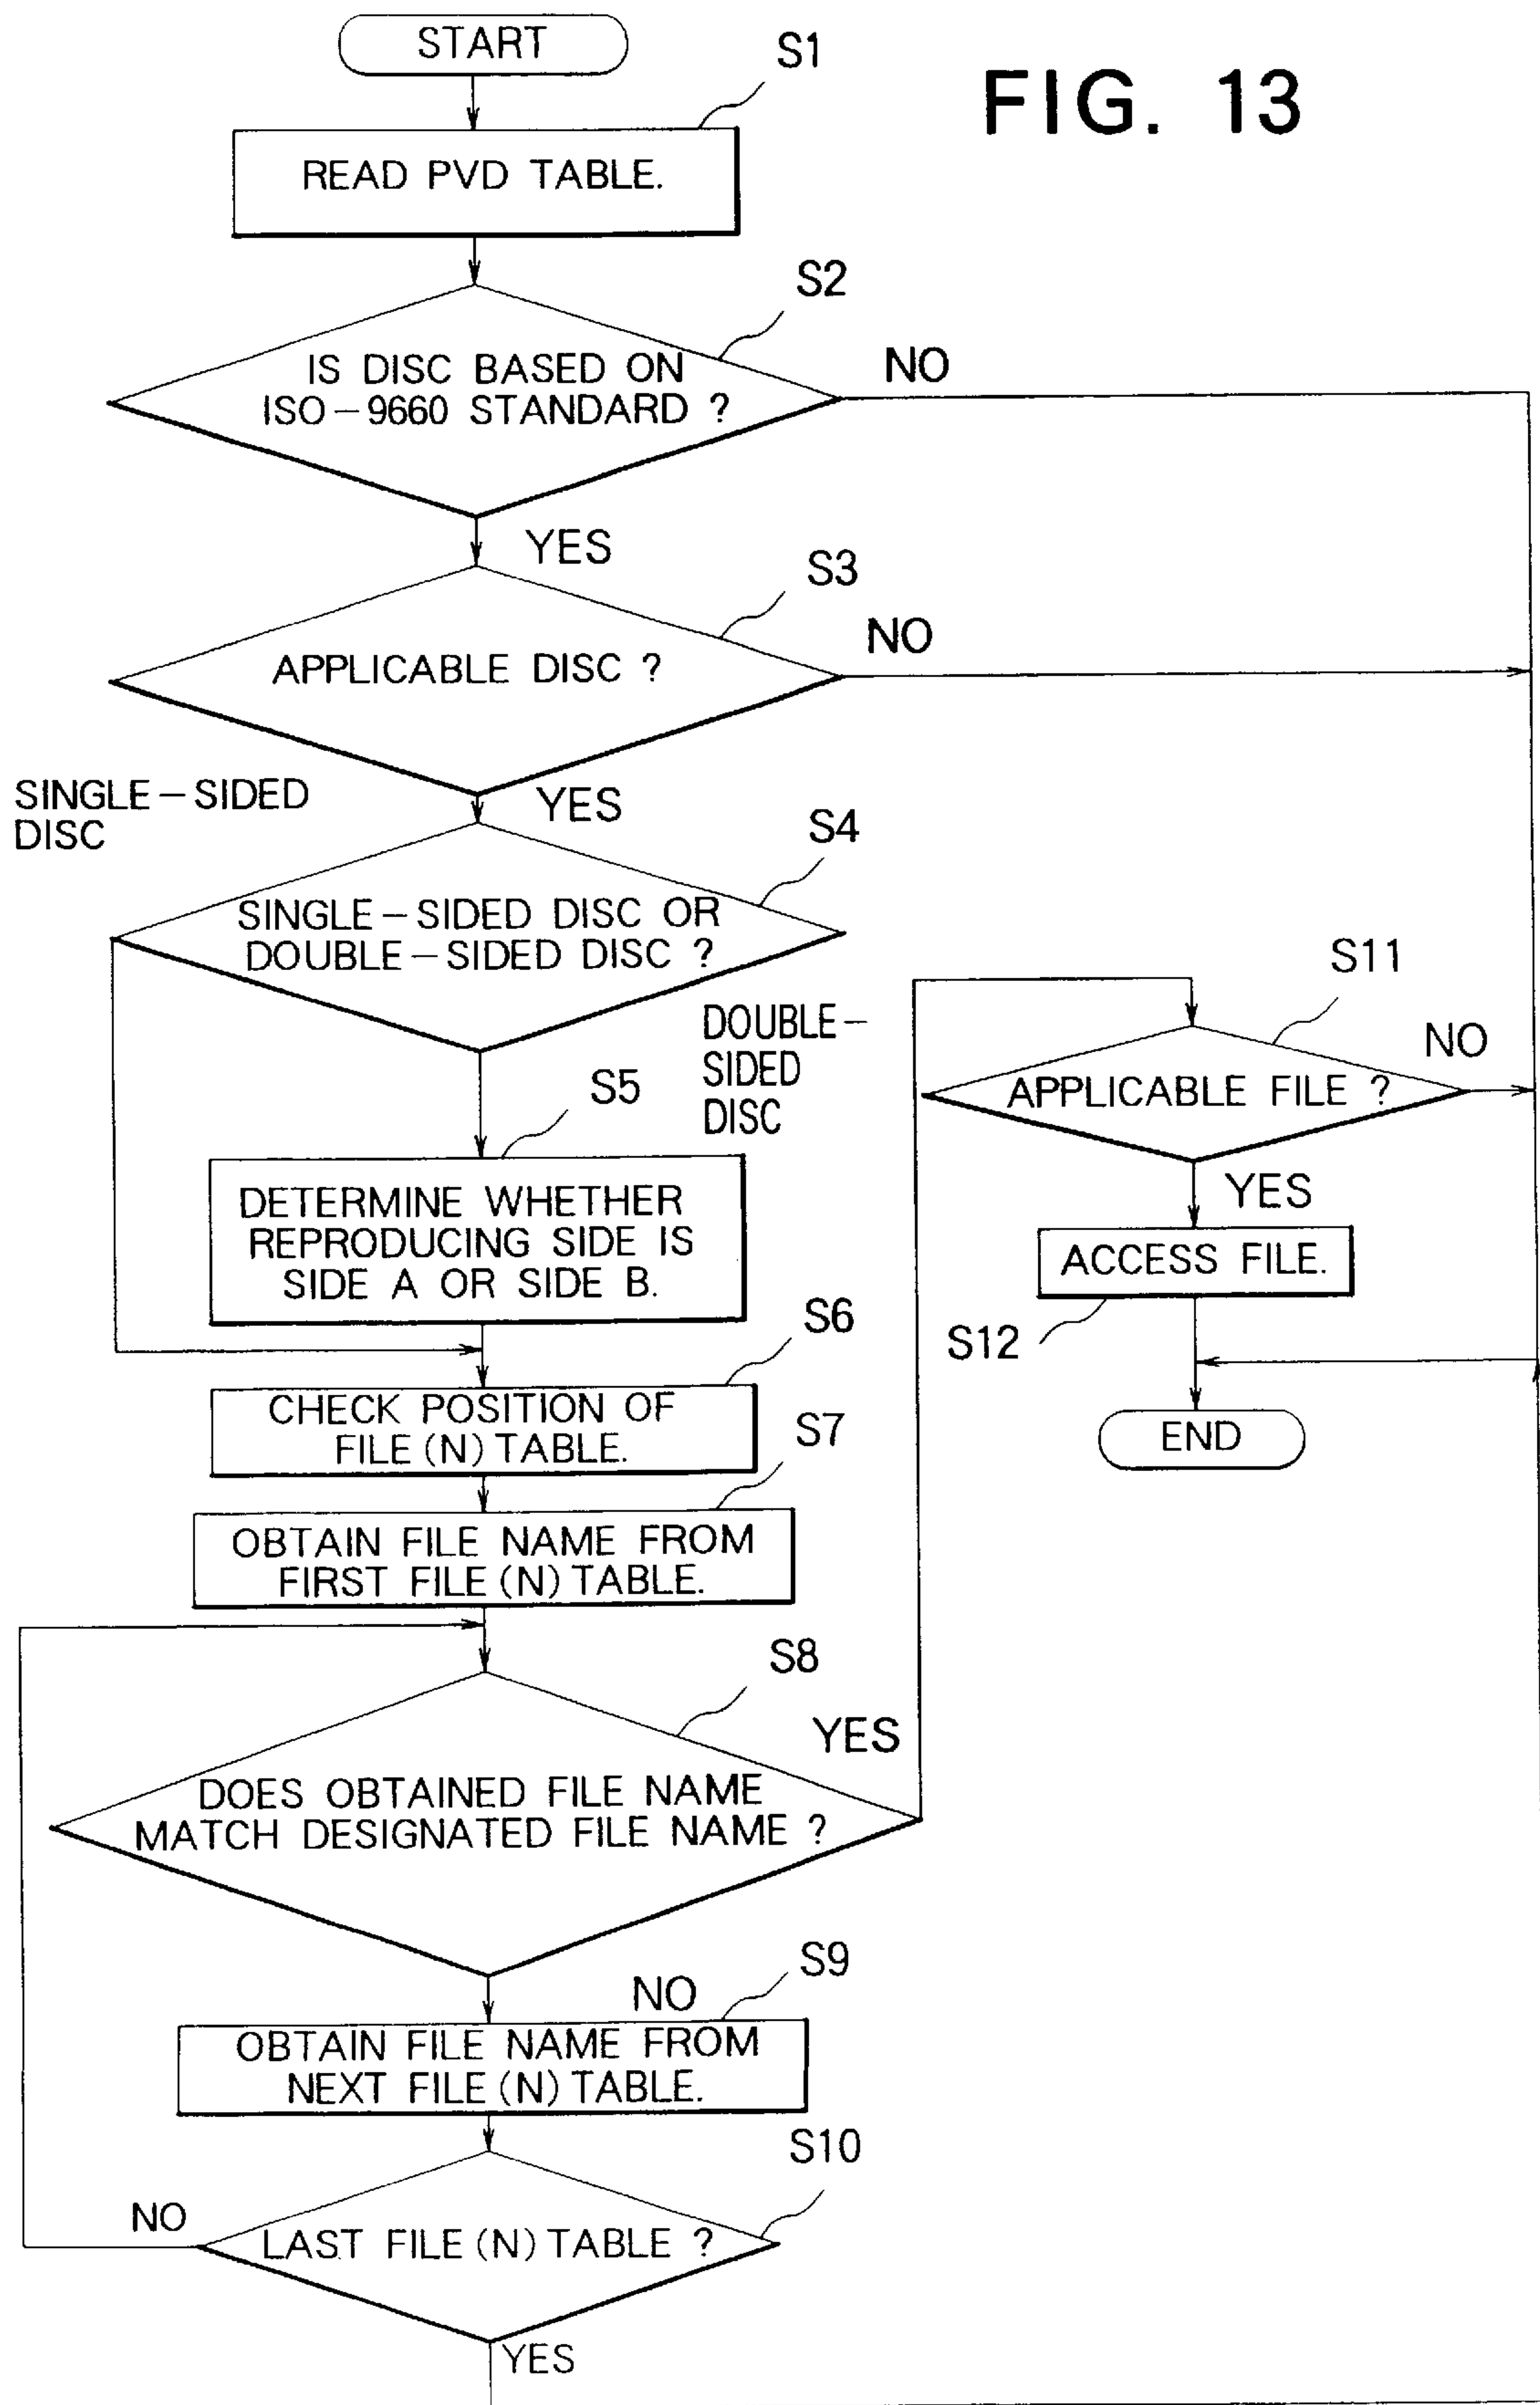 START
S1
FIG. 13
READ PVD TABLE.
S2
IS DISC BASED ON
ISO-9660 STANDARD ?
NO
YES
S3
APPLICABLE DISC ?
NO
SINGLE-SIDED
DISC
YES
S4
SINGLE-SIDED DISC OR
DOUBLE-SIDED DISC ?
DOUBLE-
SIDED
DISC
S5
DETERMINE WHETHER
REPRODUCING SIDE IS
SIDE A OR SIDE B.
S6
CHECK POSITION OF
FILE (N) TABLE.
S7
OBTAIN FILE NAME FROM
FIRST FILE (N) TABLE.
S8
YES
DOES OBTAINED FILE NAME
MATCH DESIGNATED FILE NAME ?
S9
NO
OBTAIN FILE NAME FROM
NEXT FILE (N) TABLE.
S10
NO
LAST FILE (N) TABLE ?
YES
S11
NO
APPLICABLE FILE ?
YES
ACCESS FILE.
S12
END